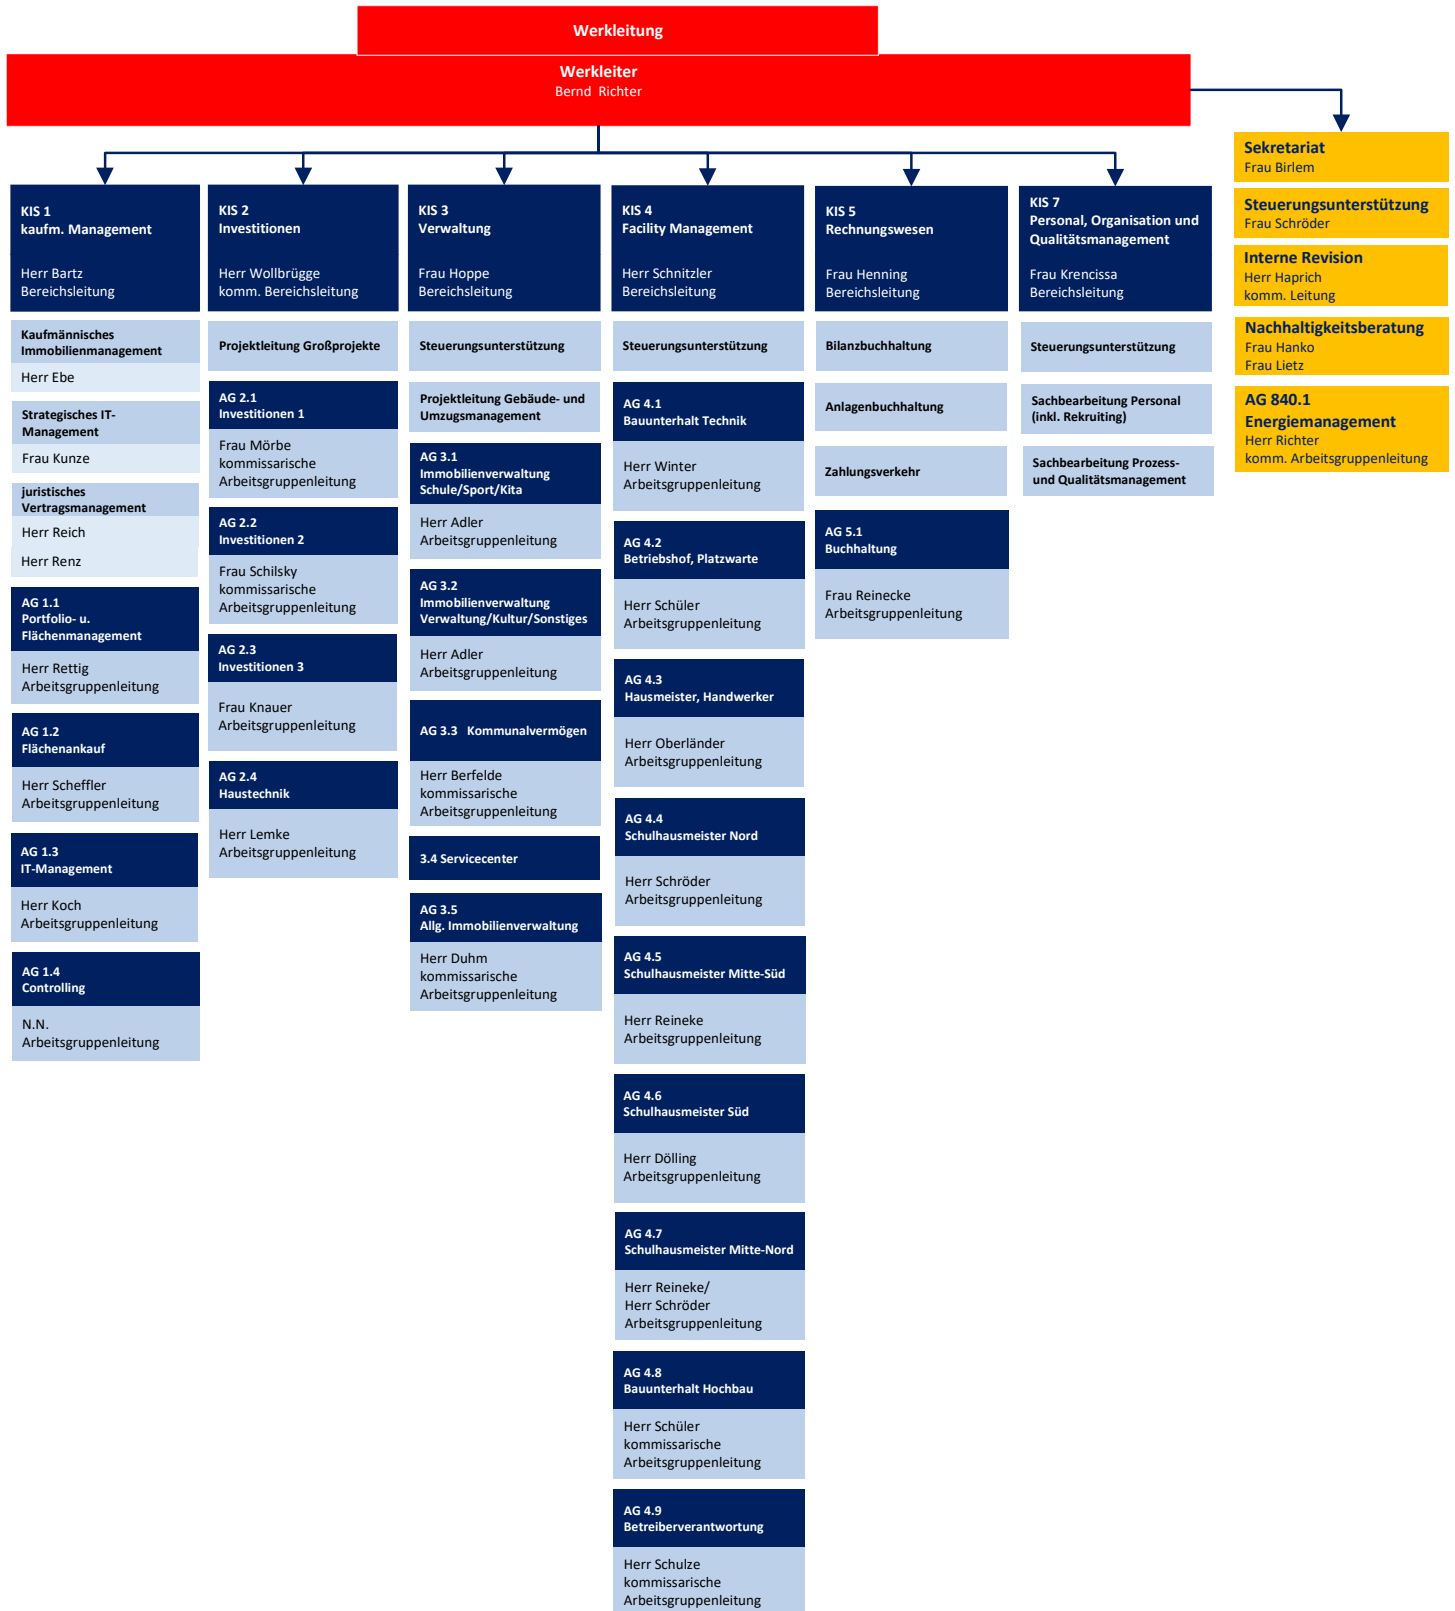 Werkleitung
Werkleiter
Bernd Richter
Sekretariat
Frau Birlem
Steuerungsunterstützung
Frau Schröder
Interne Revision
Herr Haprich
komm. Leitung
Nachhaltigkeitsberatung
Frau Hanko
Frau Lietz
AG 840.1
Energiemanagement
Herr Richter
komm. Arbeitsgruppenleitung
KIS 1
kaufm. Management
Herr Bartz
Bereichsleitung
Kaufmännisches
Immobilienmanagement
Herr Ebe
Strategisches IT-
Management
Frau Kunze
juristisches
Vertragsmanagement
Herr Reich
Herr Renz
AG 1.1
Portfolio- u.
Flächenmanagement
Herr Rettig
Arbeitsgruppenleitung
AG 1.2
Flächenankauf
Herr Scheffler
Arbeitsgruppenleitung
AG 1.3
IT-Management
Herr Koch
Arbeitsgruppenleitung
AG 1.4
Controlling
N.N.
Arbeitsgruppenleitung
KIS 2
Investitionen
Herr Wollbrügge
komm. Bereichsleitung
Projektleitung Großprojekte
AG 2.1
Investitionen 1
Frau Mörbe
kommissarische
Arbeitsgruppenleitung
AG 2.2
Investitionen 2
Frau Schilsky
kommissarische
Arbeitsgruppenleitung
AG 2.3
Investitionen 3
Frau Knauer
Arbeitsgruppenleitung
AG 2.4
Haustechnik
Herr Lemke
Arbeitsgruppenleitung
KIS 3
Verwaltung
Frau Hoppe
Bereichsleitung
Steuerungsunterstützung
Projektleitung Gebäude- und
Umzugsmanagement
AG 3.1
Immobilienverwaltung
Schule/Sport/Kita
Herr Adler
Arbeitsgruppenleitung
AG 3.2
Immobilienverwaltung
Verwaltung/Kultur/Sonstiges
Herr Adler
Arbeitsgruppenleitung
AG 3.3 Kommunalvermögen
Herr Berfelde
kommissarische
Arbeitsgruppenleitung
3.4 Servicecenter
AG 3.5
Allg. Immobilienverwaltung
Herr Duhm
kommissarische
Arbeitsgruppenleitung
KIS 4
Facility Management
Herr Schnitzler
Bereichsleitung
Steuerungsunterstützung
AG 4.1
Bauunterhalt Technik
Herr Winter
Arbeitsgruppenleitung
AG 4.2
Betriebshof, Platzwarte
Herr Schüler
Arbeitsgruppenleitung
AG 4.3
Hausmeister, Handwerker
Herr Oberländer
Arbeitsgruppenleitung
AG 4.4
Schulhausmeister Nord
Herr Schröder
Arbeitsgruppenleitung
AG 4.5
Schulhausmeister Mitte-Süd
Herr Reineke
Arbeitsgruppenleitung
AG 4.6
Schulhausmeister Süd
Herr Dölling
Arbeitsgruppenleitung
AG 4.7
Schulhausmeister Mitte-Nord
Herr Reineke/
Herr Schröder
Arbeitsgruppenleitung
AG 4.8
Bauunterhalt Hochbau
Herr Schüler
kommissarische
Arbeitsgruppenleitung
AG 4.9
Betreiberverantwortung
Herr Schulze
kommissarische
Arbeitsgruppenleitung
KIS 5
Rechnungswesen
Frau Henning
Bereichsleitung
Bilanzbuchhaltung
Anlagenbuchhaltung
Zahlungsverkehr
AG 5.1
Buchhaltung
Frau Reinecke
Arbeitsgruppenleitung
KIS 7
Personal, Organisation und
Qualitätsmanagement
Frau Krencissa
Bereichsleitung
Steuerungsunterstützung
Sachbearbeitung Personal
(inkl. Rekruiting)
Sachbearbeitung Prozess-
und Qualitätsmanagement